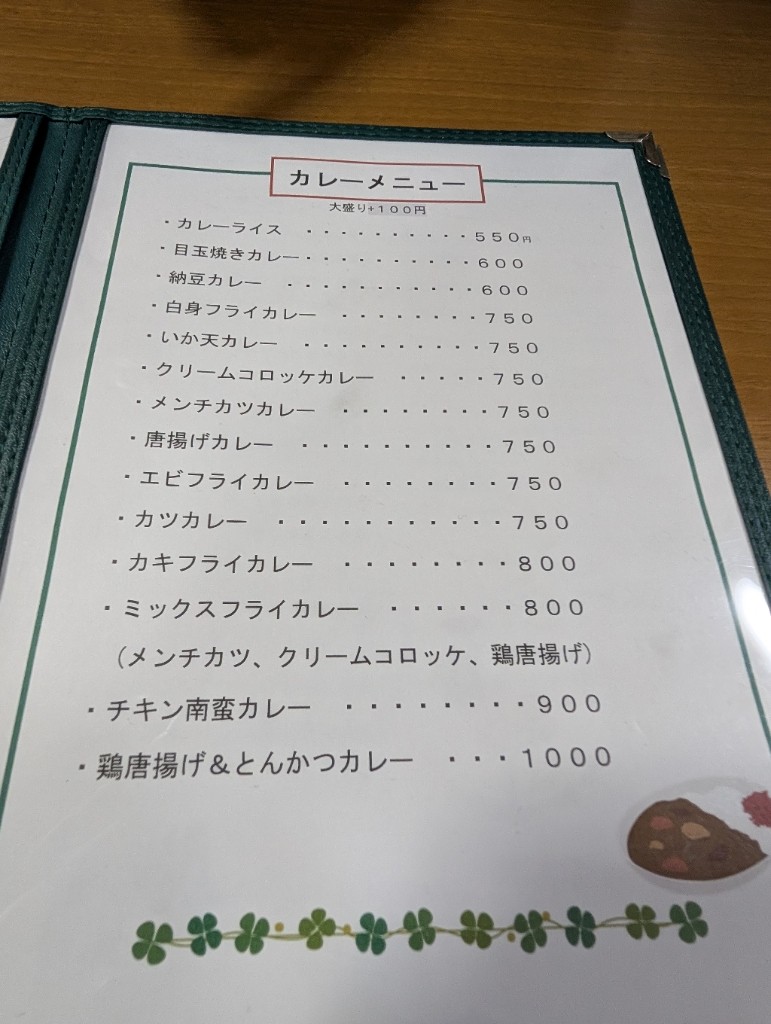 カレーメニュー
大盛り+100円
・カレーライス ・・・・・・・・・・550円
・目玉焼きカレー・・・・・・・・・・600
・納豆カレー ・・・・・・・・・・・600
・白身フライカレー ・・・・・・・・750
・いか天カレー ・・・・・・・・・・750
・クリームコロッケカレー ・・・・・750
・メンチカツカレー ・・・・・・・・750
・唐揚げカレー ・・・・・・・・・・750
・エビフライカレー ・・・・・・・・750
・カツカレー ・・・・・・・・・・・750
・カキフライカレー ・・・・・・・・800
・ミックスフライカレー ・・・・・・800
（メンチカツ、クリームコロッケ、鶏唐揚げ）
・チキン南蛮カレー ・・・・・・・・900
・鶏唐揚げ＆とんかつカレー ・・・1000